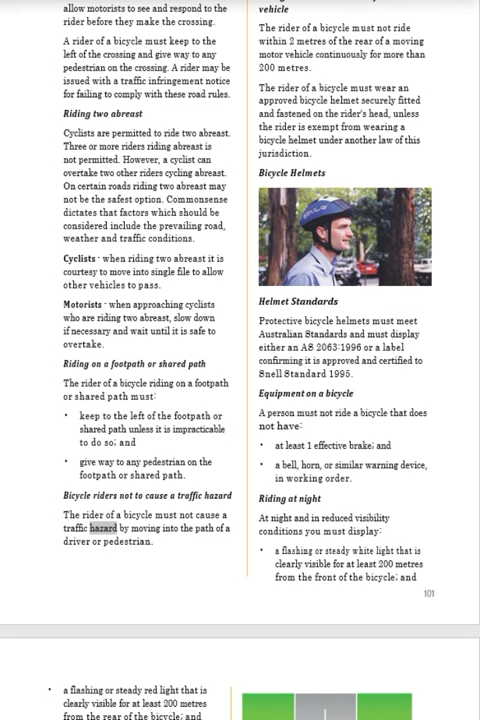 allow motorists to see and respond to the
rider before they make the crossing.
A rider of a bicycle must keep to the
left of the crossing and give way to any
pedestrian on the crossing. A rider may be
issued with a traffic infringement notice
for failing to comply with these road rules.
Riding two abreast
Cyclists are permitted to ride two abreast.
Three or more riders riding abreast is
not permitted. However, a cyclist can
overtake two other riders cycling abreast.
On certain roads riding two abreast may
not be the safest option. Commonsense
dictates that factors which should be
considered include the prevailing road,
weather and traffic conditions.
Cyclists - when riding two abreast it is
courtesy to move into single file to allow
other vehicles to pass.
Motorists - when approaching cyclists
who are riding two abreast, slow down
if necessary and wait until it is safe to
overtake.
Riding on a footpath or shared path
The rider of a bicycle riding on a footpath
or shared path must:
• keep to the left of the footpath or
shared path unless it is impracticable
to do so; and
• give way to any pedestrian on the
footpath or shared path.
Bicycle riders not to cause a traffic hazard
The rider of a bicycle must not cause a
traffic hazard by moving into the path of a
driver or pedestrian.
vehicle
The rider of a bicycle must not ride
within 2 metres of the rear of a moving
motor vehicle continuously for more than
200 metres.
The rider of a bicycle must wear an
approved bicycle helmet securely fitted
and fastened on the rider's head, unless
the rider is exempt from wearing a
bicycle helmet under another law of this
jurisdiction.
Bicycle Helmets
Helmet Standards
Protective bicycle helmets must meet
Australian Standards and must display
either an AS 2063:1996 or a label
confirming it is approved and certified to
Snell Standard 1995.
Equipment on a bicycle
A person must not ride a bicycle that does
not have:
• at least 1 effective brake; and
• a bell, horn, or similar warning device,
in working order.
Riding at night
At night and in reduced visibility
conditions you must display:
• a flashing or steady white light that is
clearly visible for at least 200 metres
from the front of the bicycle; and
101
• a flashing or steady red light that is
clearly visible for at least 200 metres
from the rear of the bicycle; and